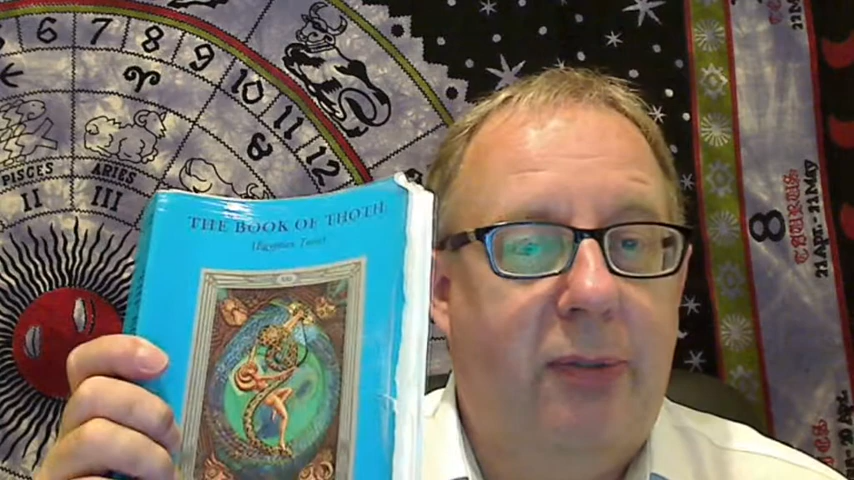 6 7 8 9 10 11 12
8
PISCES ARIES
II III
THE BOOK OF THOTH
(Egyptian Tarot)
8
TAURUS
21 Apr. - 21 May